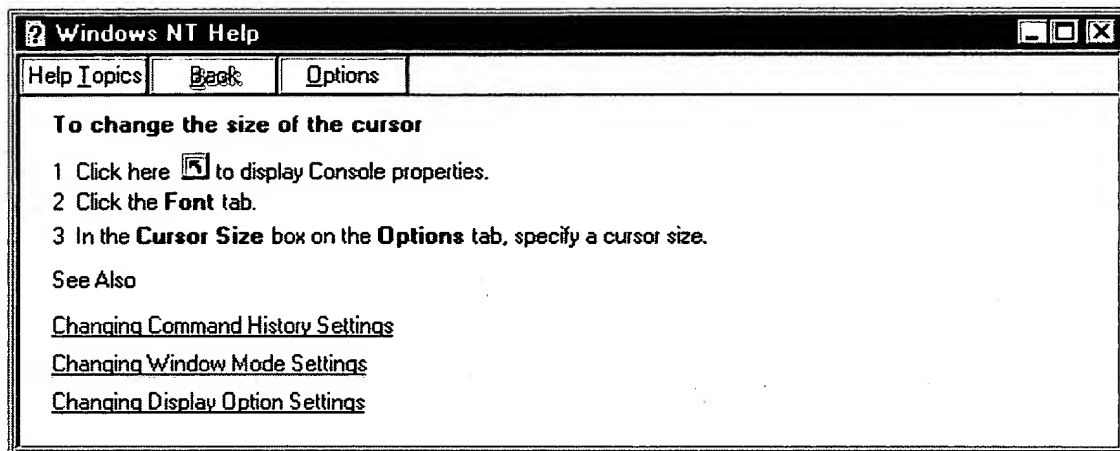 Windows NT Help
Help Topics Back Options
To change the size of the cursor
1 Click here to display Console properties.
2 Click the Font tab.
3 In the Cursor Size box on the Options tab, specify a cursor size.
See Also
Changing Command History Settings
Changing Window Mode Settings
Changing Display Option Settings